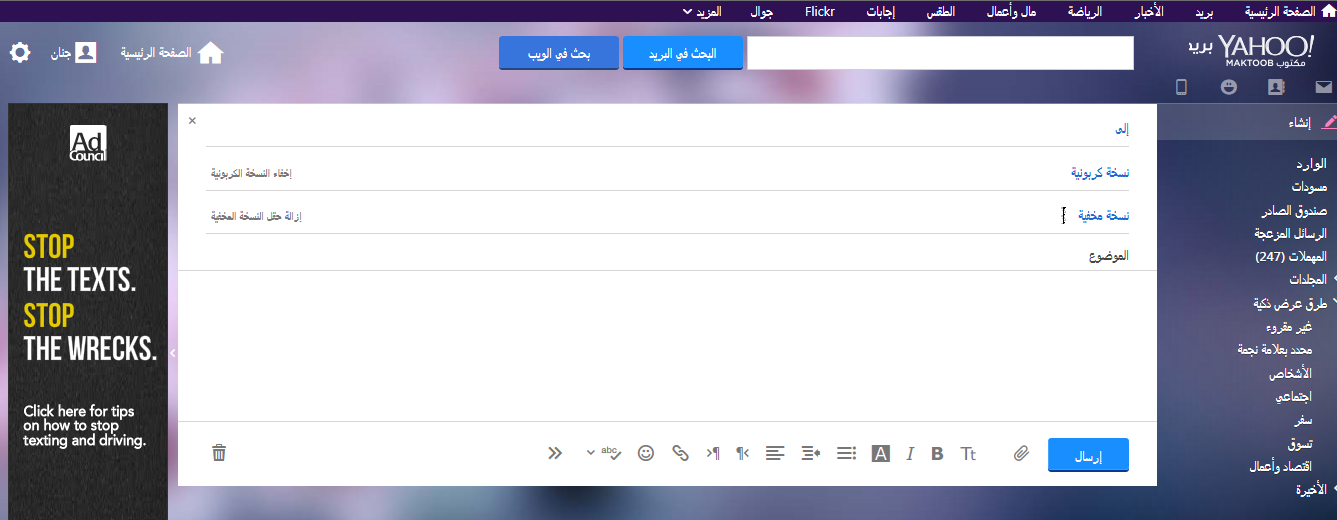 الصفحة الرئيسية بريد الأخبار الرياضة مال وأعمال الطقس إجابات Flickr جوال المزيد
YAHOO! بريد
MAKTOOB مكتوب
البحث في البريد
بحث في الويب
الصفحة الرئيسية
جنان
إنشاء
الوارد
مسودات
صندوق الصادر
الرسائل المزعجة
المهملات (247)
المجلدات
طرق عرض ذكية
غير مقروء
محدد بعلامة نجمة
الأشخاص
اجتماعي
سفر
تسوق
اقتصاد وأعمال
الأخيرة
إلى
نسخة كربونية إخفاء النسخة الكربونية
نسخة مخفية إزالة حقل النسخة المخفية
الموضوع
إرسال
Tt B I A abc
Ad
Council
STOP
THE TEXTS.
STOP
THE WRECKS.
Click here for tips
on how to stop
texting and driving.